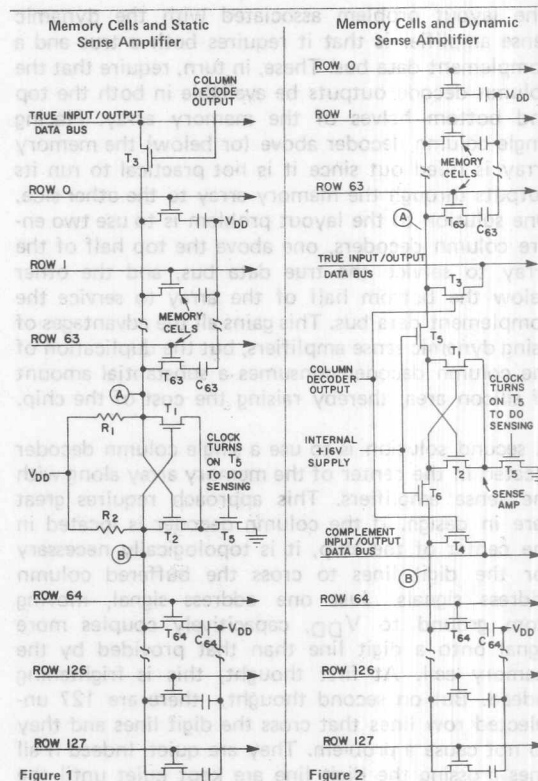 Memory Cells and Static
Sense Amplifier
COLUMN
DECODE
OUTPUT
TRUE INPUT/OUTPUT
DATA BUS
T3
ROW 0
VDD
ROW 1
MEMORY
CELLS
ROW 63
T63
C63
A
R1
T1
CLOCK
TURNS
ON T5
TO DO
SENSING
VDD
R2
B
T2
T5
ROW 64
T64
C64
VDD
ROW 126
ROW 127
Figure 1
Memory Cells and Dynamic
Sense Amplifier
ROW 0
VDD
ROW 1
MEMORY
CELLS
ROW 63
A
T63
C63
TRUE INPUT/OUTPUT
DATA BUS
T3
T5
T1
COLUMN
DECODER
OUTPUT
CLOCK
TURNS
ON T5
TO DO
SENSING
INTERNAL
+16V
SUPPLY
T2
T5
T6
SENSE
AMP
COMPLEMENT
INPUT/OUTPUT
DATA BUS
T4
B
ROW 64
T64
C64
VDD
ROW 126
ROW 127
Figure 2